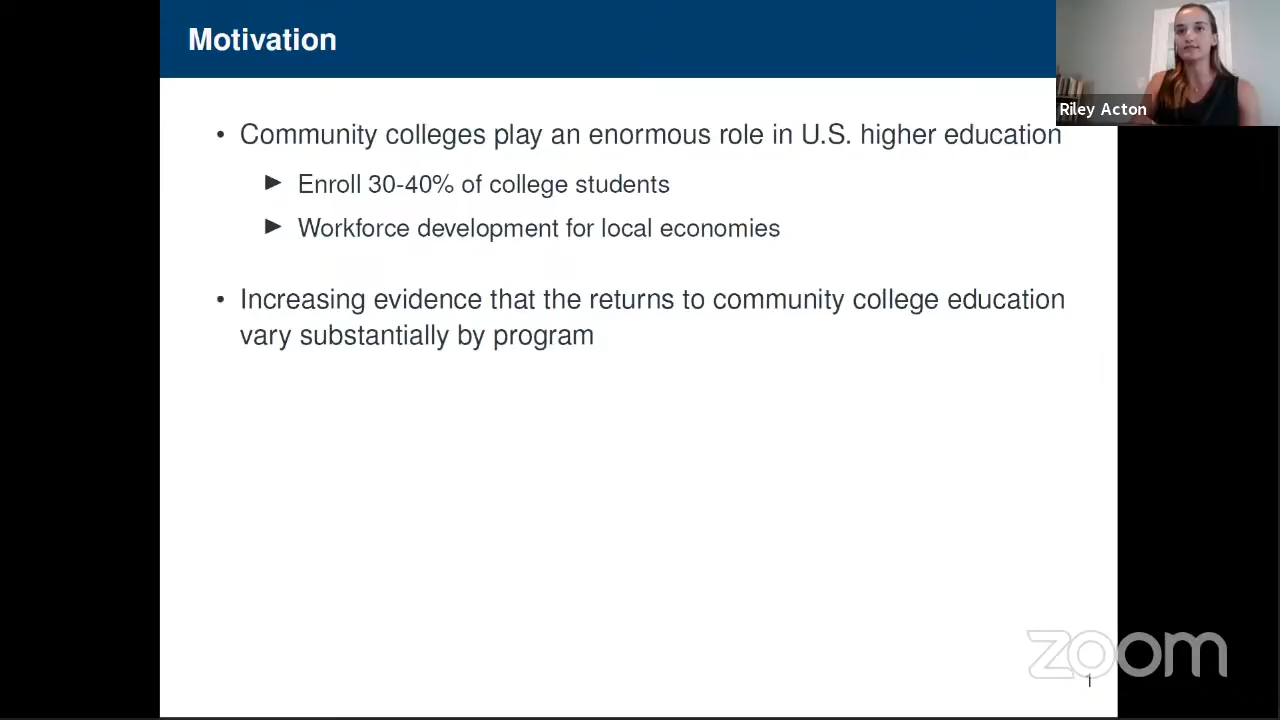 Motivation
Riley Acton
• Community colleges play an enormous role in U.S. higher education
► Enroll 30-40% of college students
► Workforce development for local economies
• Increasing evidence that the returns to community college education
vary substantially by program
zoom
1